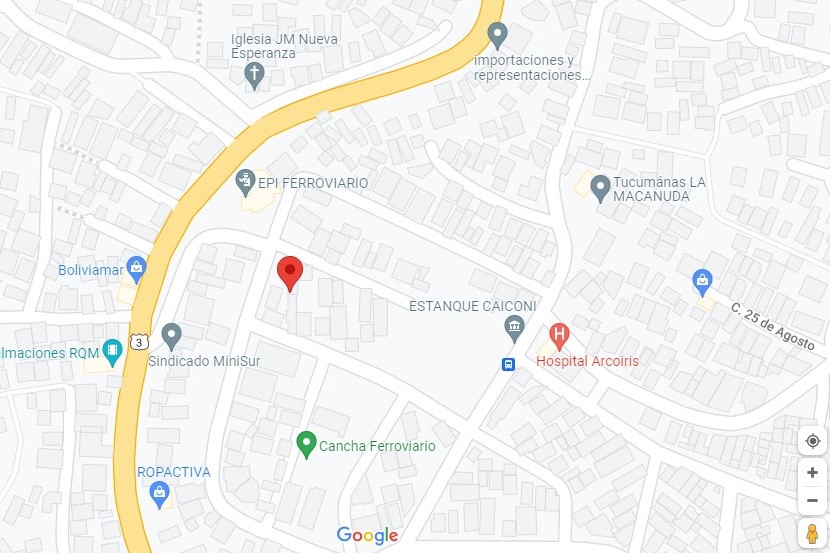 Iglesia JM Nueva
Esperanza
Importaciones y
representaciones...
EPI FERROVIARIO
Tucumánas LA
MACANUDA
Boliviamar
ESTANQUE CAICONI
C. 25 de Agosto
3
lmaciones RQM
Sindicado MiniSur
Hospital Arcoiris
H
Cancha Ferroviario
ROPACTIVA
Google